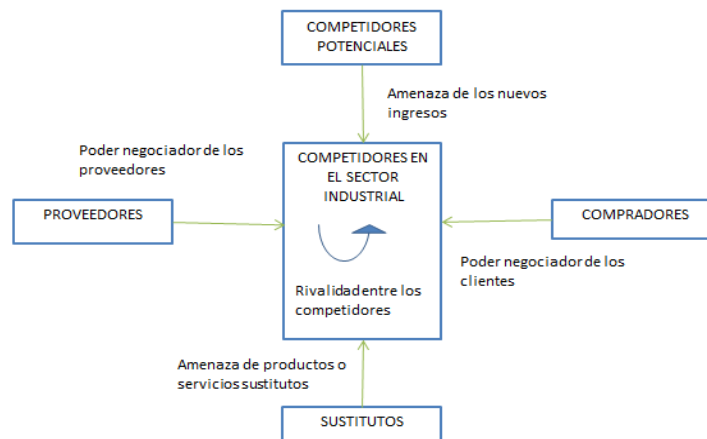 COMPETIDORES
POTENCIALES
Amenaza de los nuevos
ingresos
Poder negociador de los
proveedores
COMPETIDORES EN
EL SECTOR
INDUSTRIAL
PROVEEDORES
COMPRADORES
Poder negociador de los
clientes
Rivalidad entre los
competidores
Amenaza de productos o
servicios sustitutos
SUSTITUTOS